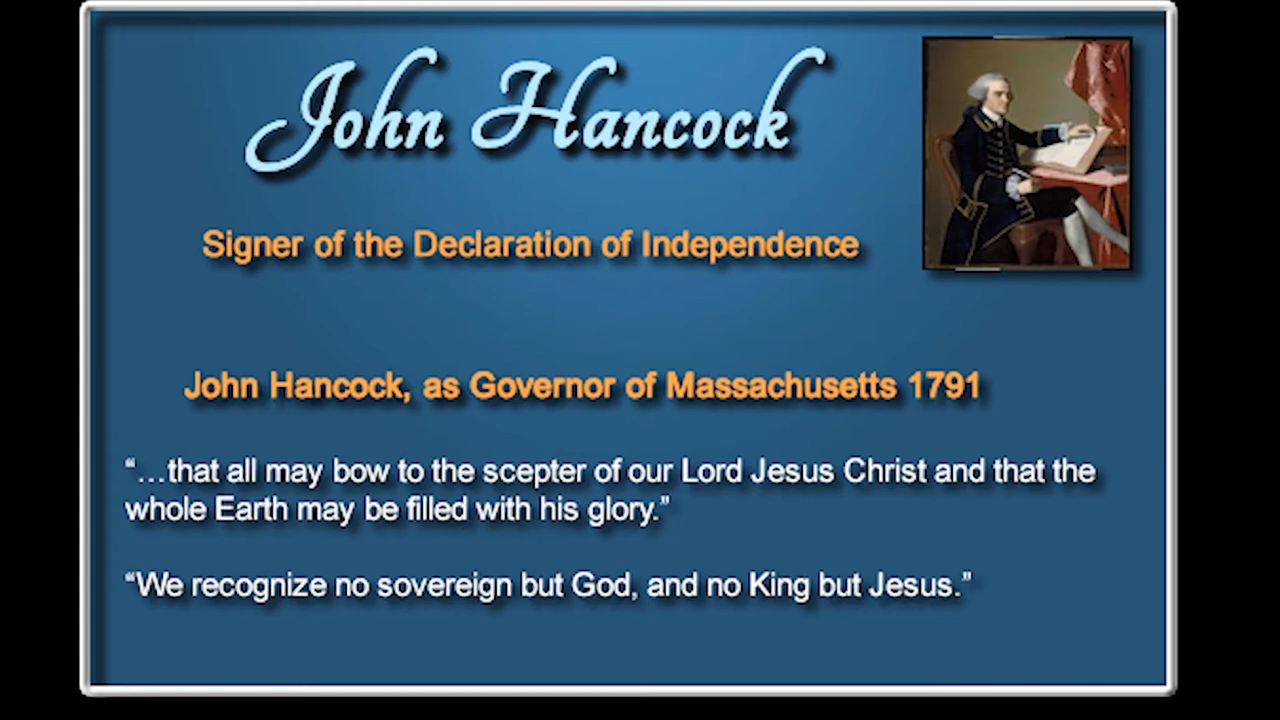 John Hancock
Signer of the Declaration of Independence
John Hancock, as Governor of Massachusetts 1791
“…that all may bow to the scepter of our Lord Jesus Christ and that the
whole Earth may be filled with his glory.”
“We recognize no sovereign but God, and no King but Jesus.”